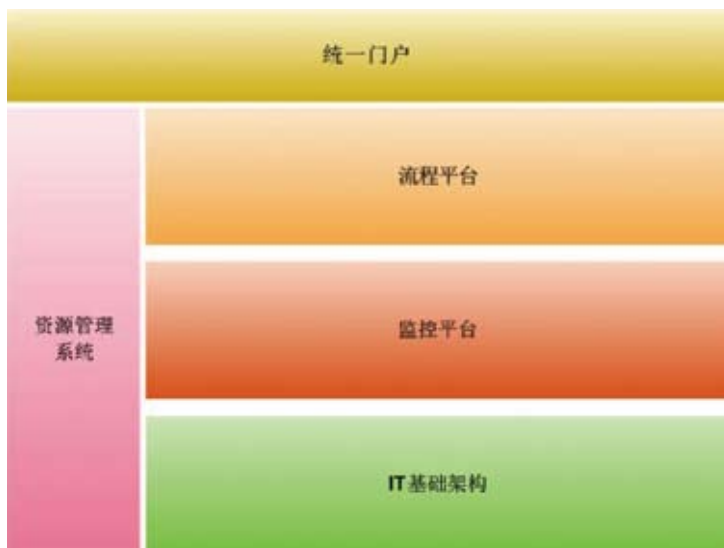 统一门户
流程平台
资源管理
系统
监控平台
IT基础架构